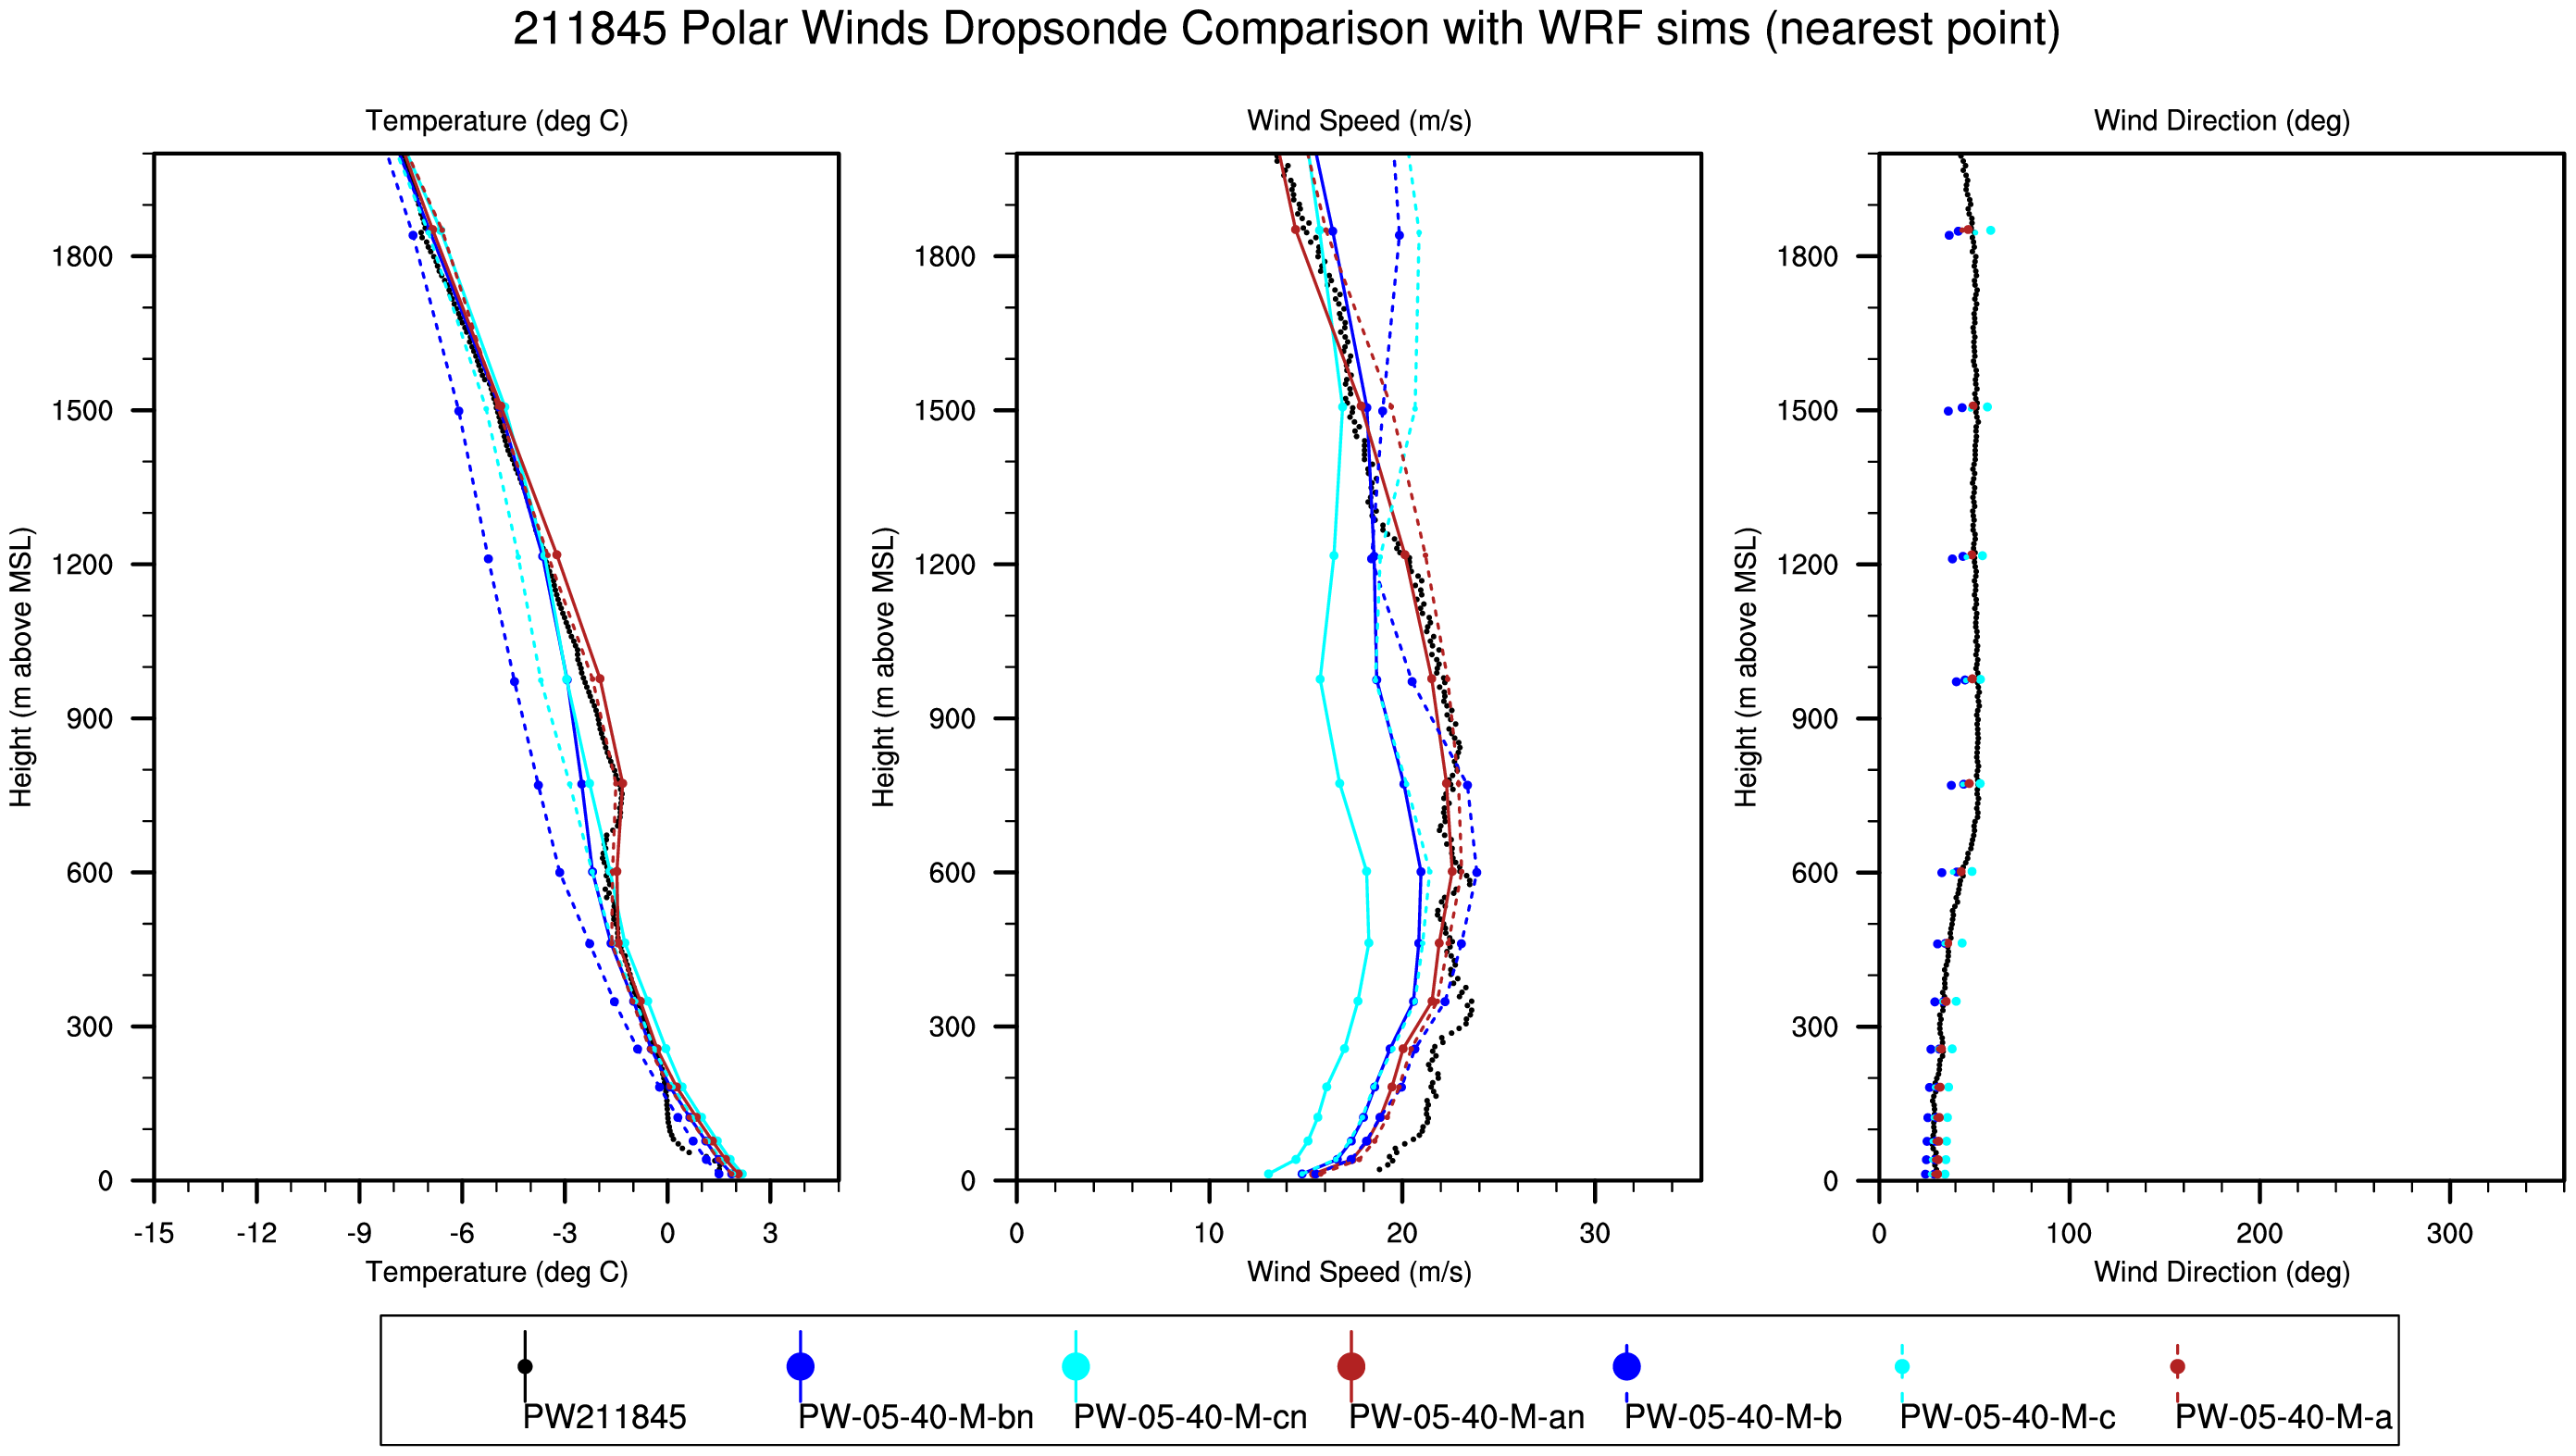 211845 Polar Winds Dropsonde Comparison with WRF sims (nearest point)
Temperature (deg C)
Wind Speed (m/s)
Wind Direction (deg)
1800
1500
1200
900
600
300
0
Height (m above MSL)
-15 -12 -9 -6 -3 0 3
Temperature (deg C)
1800
1500
1200
900
600
300
0
Height (m above MSL)
0 10 20 30
Wind Speed (m/s)
1800
1500
1200
900
600
300
0
Height (m above MSL)
0 100 200 300
Wind Direction (deg)
PW211845 PW-05-40-M-bn PW-05-40-M-cn PW-05-40-M-an PW-05-40-M-b PW-05-40-M-c PW-05-40-M-a